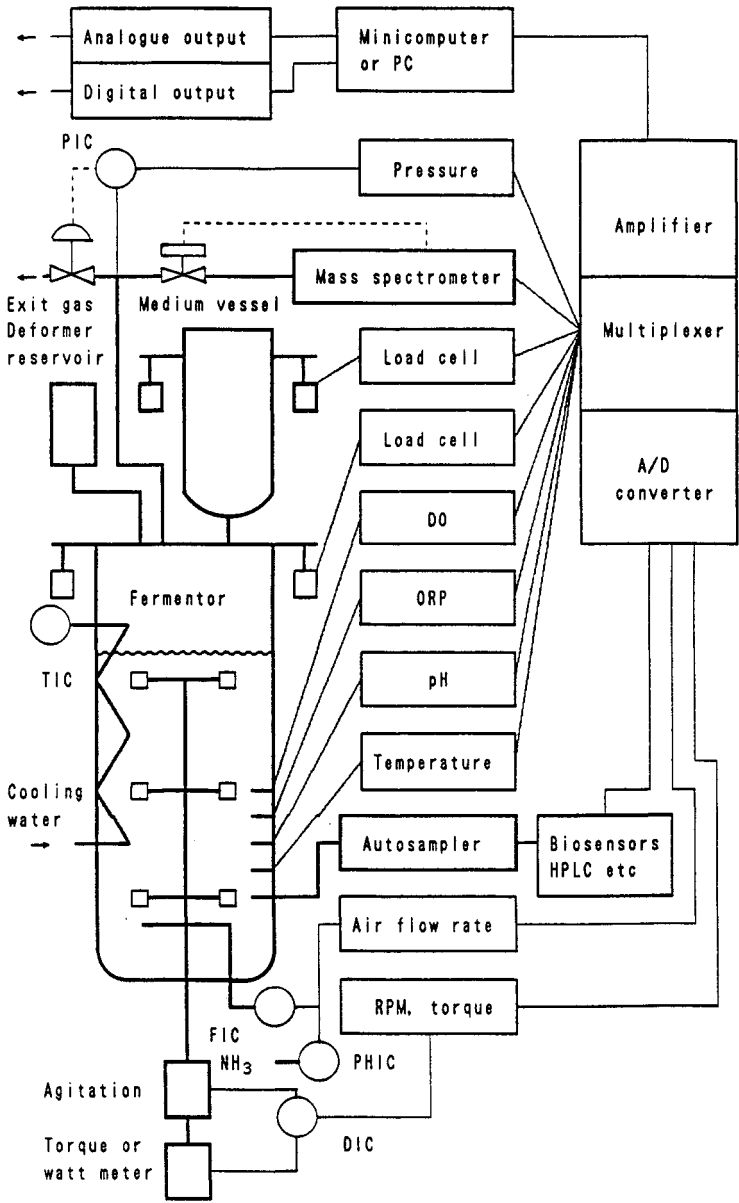 Analogue output
Digital output
Minicomputer
or PC
PIC
Pressure
Amplifier
Mass spectrometer
Exit gas
Medium vessel
Deformer
reservoir
Load cell
Multiplexer
Load cell
A/D
converter
DO
Fermentor
ORP
TIC
pH
Temperature
Cooling
water
Autosampler
Biosensors
HPLC etc
Air flow rate
RPM, torque
FIC
NH3
PHIC
Agitation
DIC
Torque or
watt meter